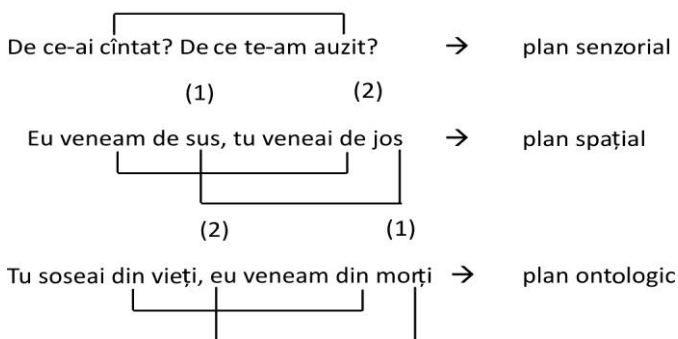 De ce-ai cîntat? De ce te-am auzit? → plan senzorial
(1) (2)
Eu veneam de sus, tu veneai de jos → plan spațial
(2) (1)
Tu soseai din vieți, eu veneam din morți → plan ontologic